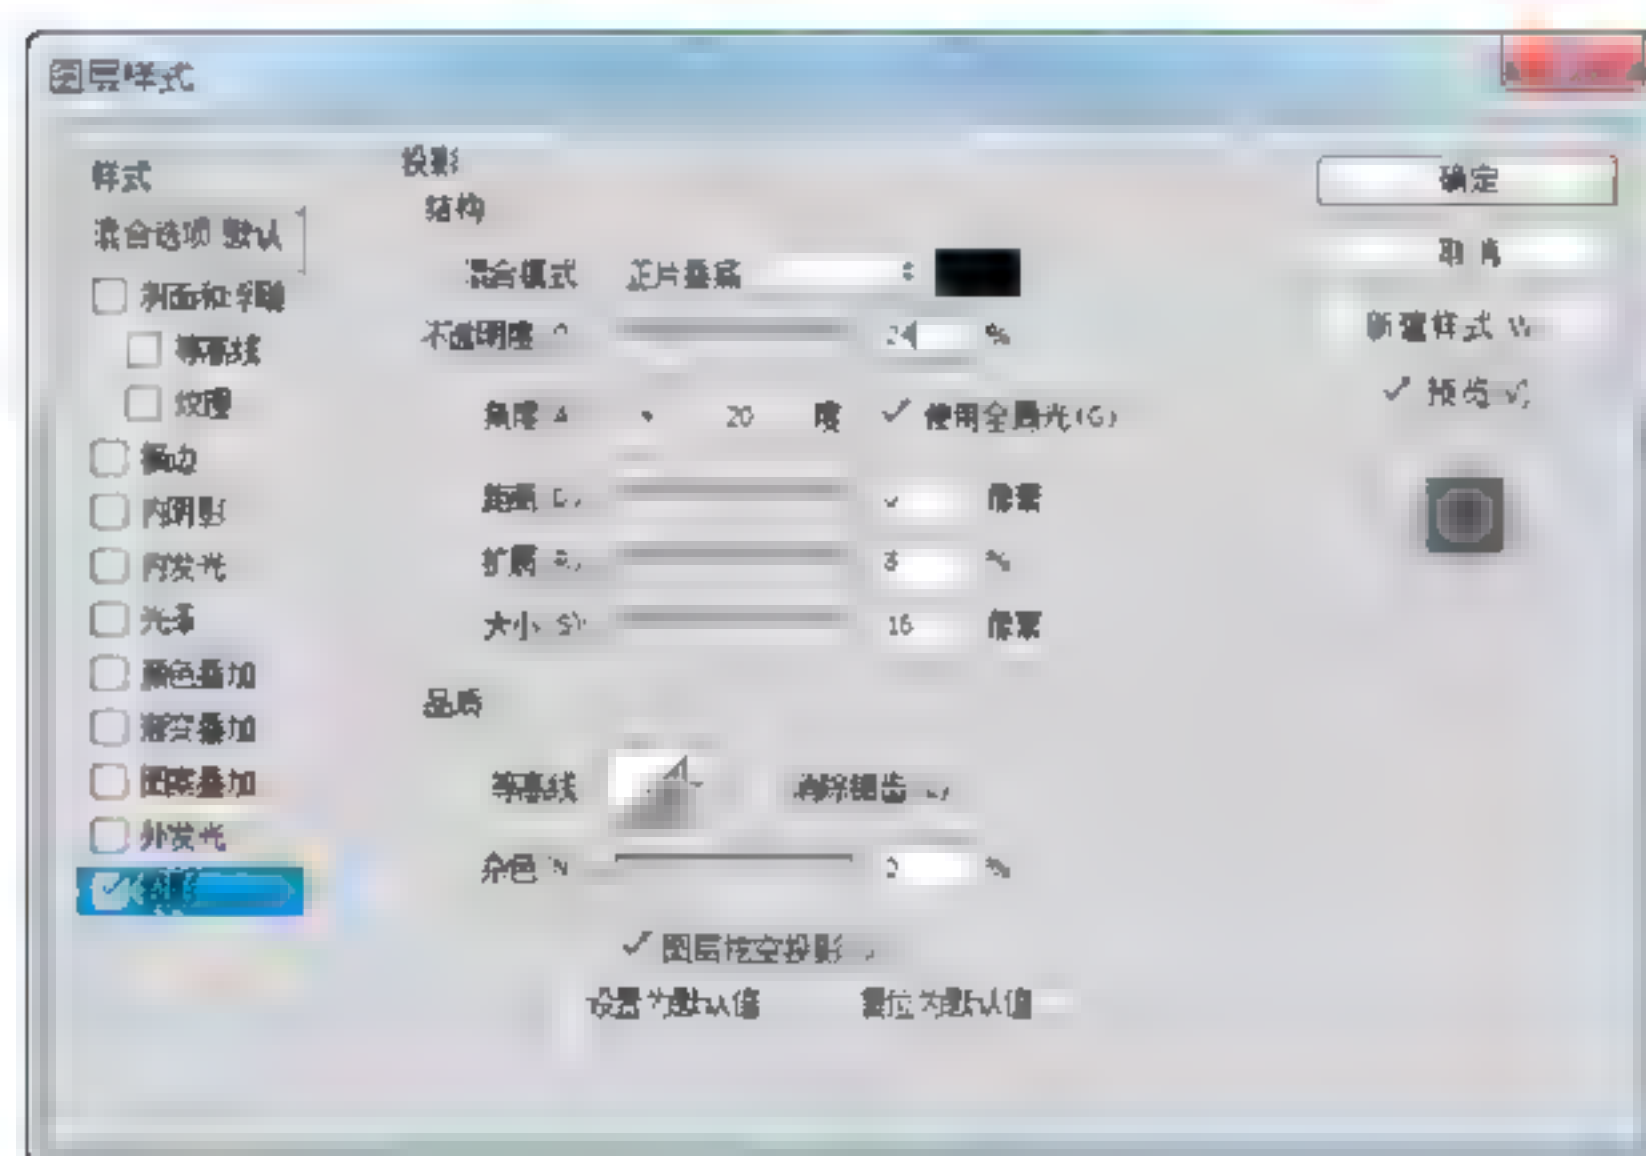 图层样式
样式
混合选项 默认
斜面和浮雕
等高线
纹理
描边
内阴影
内发光
光泽
颜色叠加
渐变叠加
图案叠加
外发光
投影
结构
混合模式 正片叠底
不透明度 %
角度 20 度 使用全局光(G)
距离 像素
扩展 %
大小(S) 16 像素
品质
等高线 消除锯齿
杂色 %
图层挖空投影
设置为默认值 复位为默认值
确定
取消
新建样式
预览